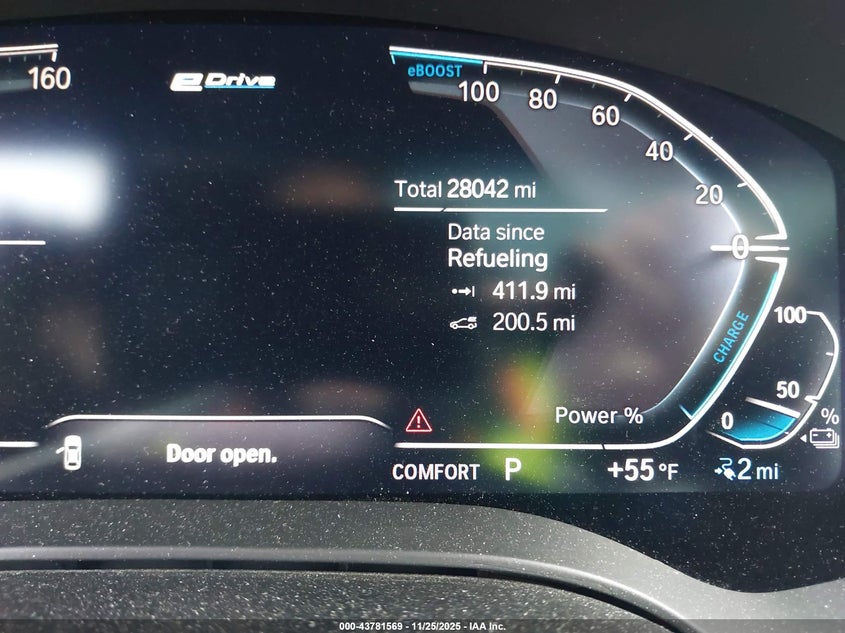 160
eDrive
eBOOST
100
80
60
40
20
0
Total 28042 mi
Data since
Refueling
411.9 mi
200.5 mi
CHARGE
100
50
0
%
Power %
Door open.
COMFORT P +55 °F 2 mi
000-43781569 - 11/25/2025 - IAA Inc.